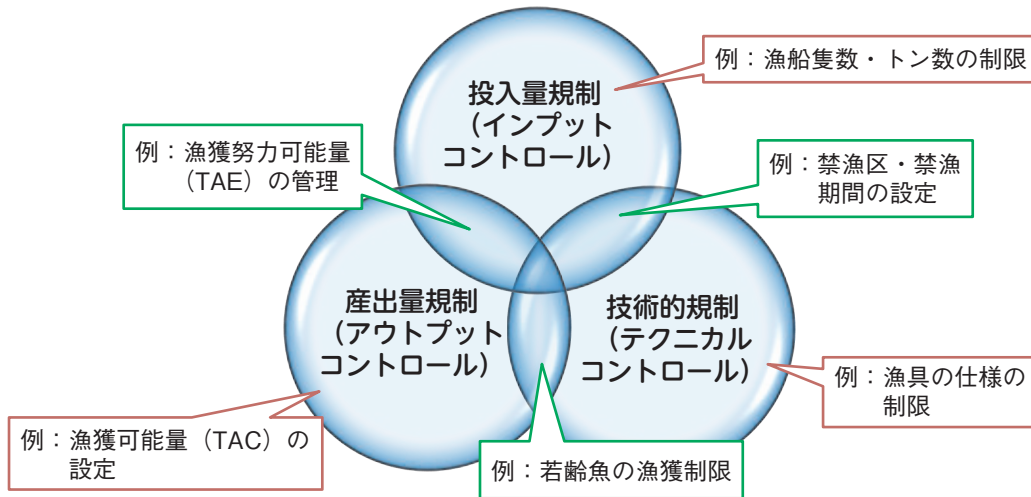 例：漁船隻数・トン数の制限
投入量規制
（インプット
コントロール）
例：漁獲努力可能量
（TAE）の管理
例：禁漁区・禁漁
期間の設定
産出量規制
（アウトプット
コントロール）
技術的規制
（テクニカル
コントロール）
例：漁具の仕様の
制限
例：漁獲可能量（TAC）の
設定
例：若齢魚の漁獲制限